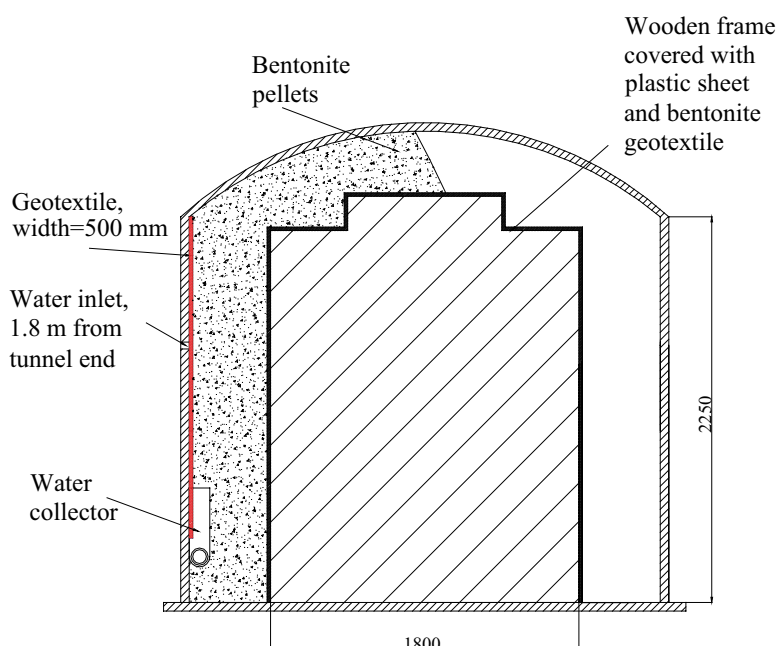 Wooden frame
covered with
plastic sheet
and bentonite
geotextile
Bentonite
pellets
Geotextile,
width=500 mm
Water inlet,
1.8 m from
tunnel end
Water
collector
2250
1800